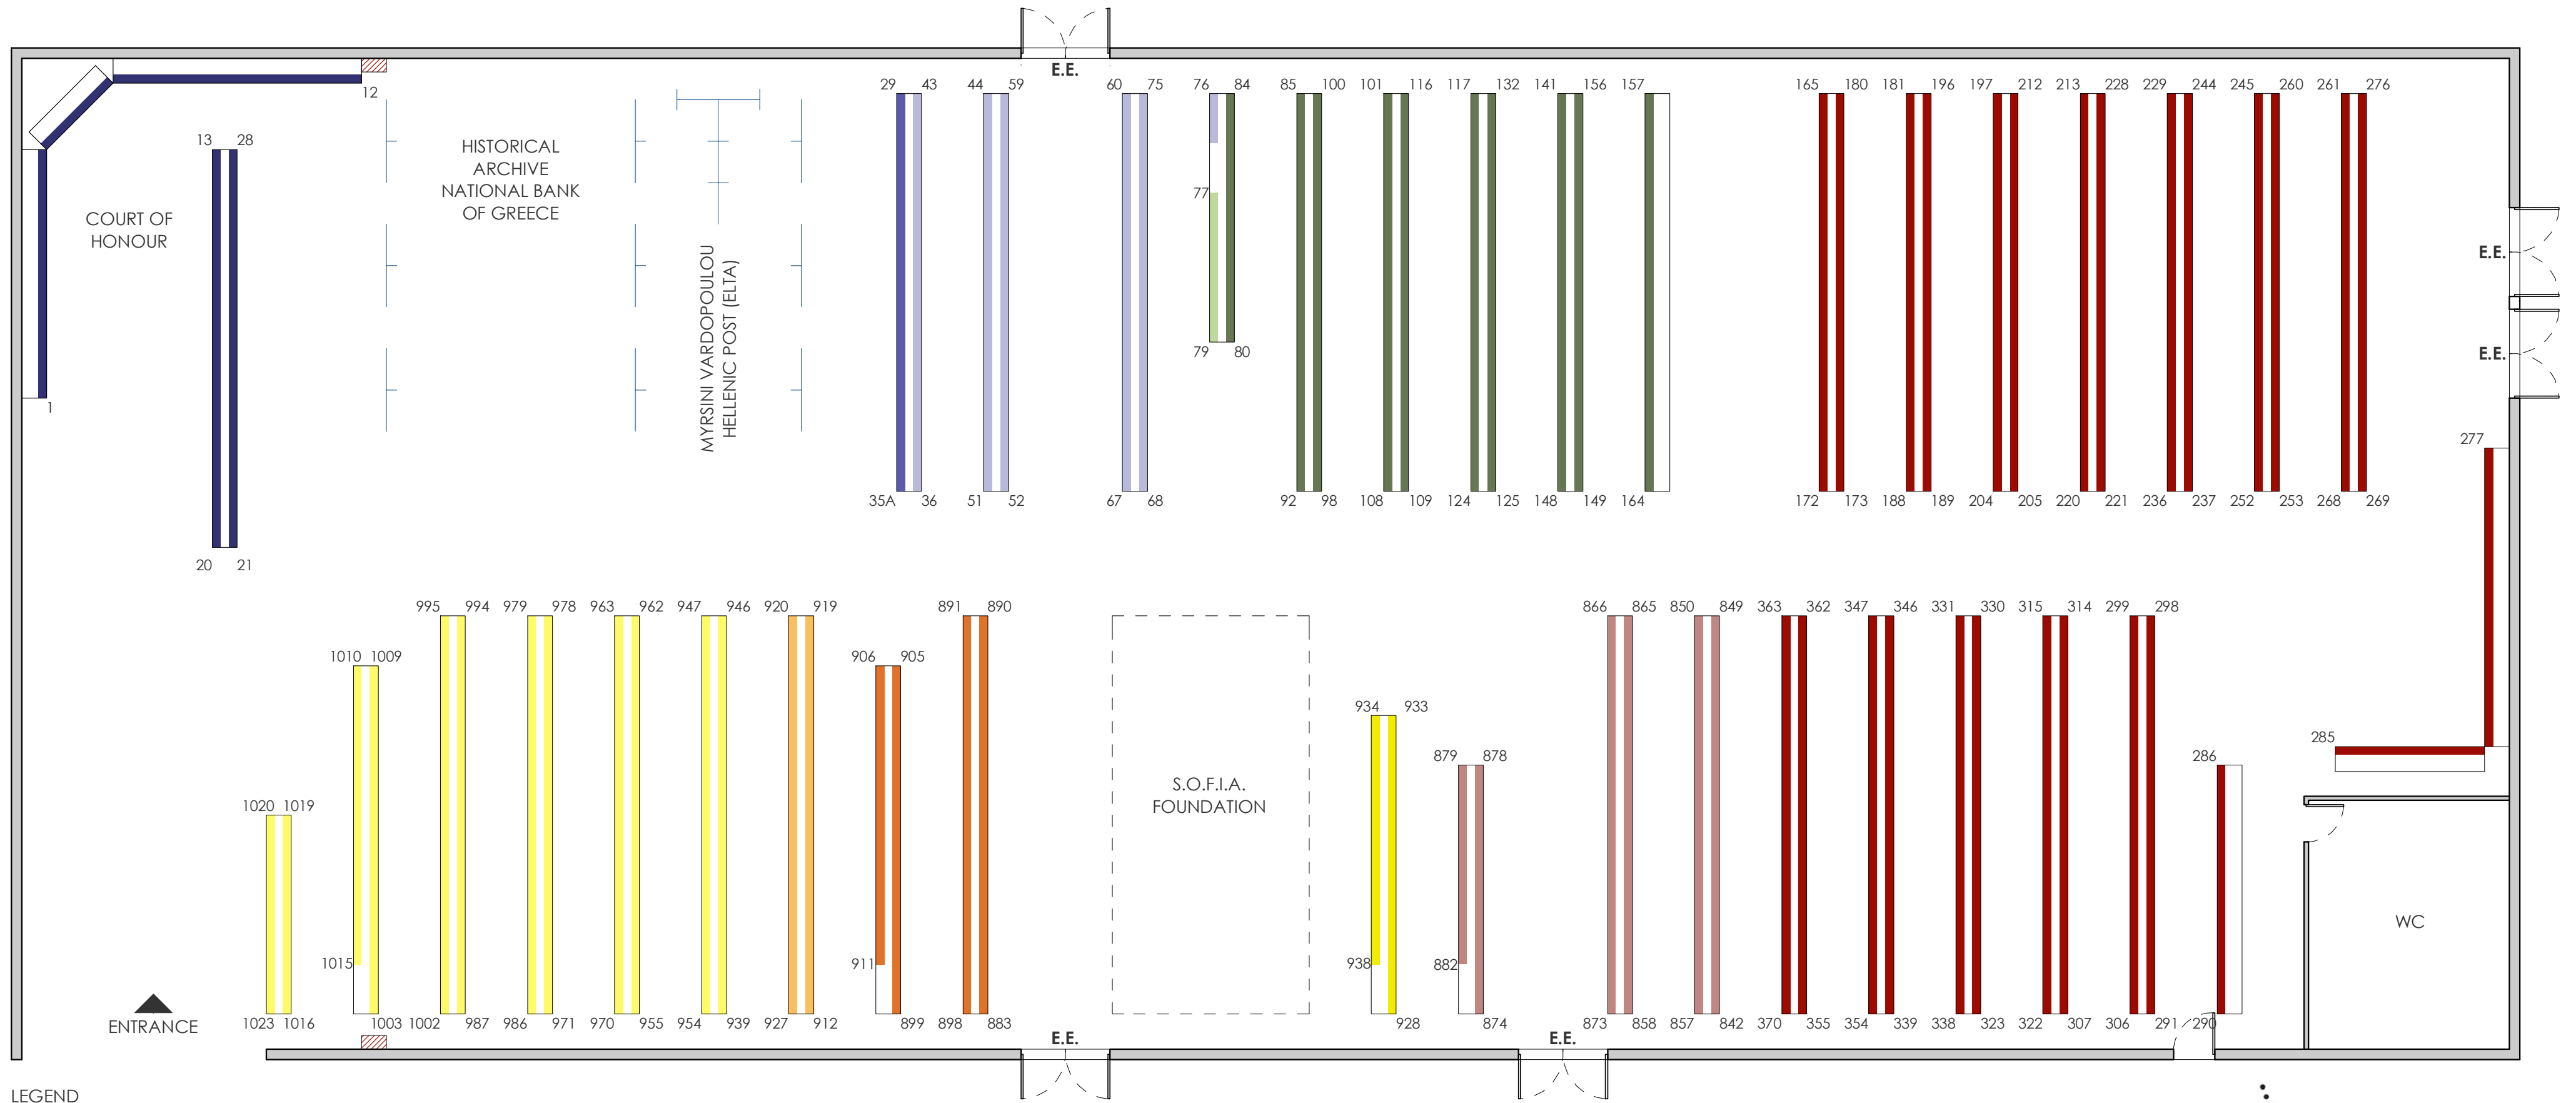 E.E.
12
29 43 44 59 60 75 76 84 85 100 101 116 117 132 141 156 157 165 180 181 196 197 212 213 228 229 244 245 260 261 276
13 28
HISTORICAL
ARCHIVE
NATIONAL BANK
OF GREECE
77
COURT OF
HONOUR
MYRSINI VARDOPOULOU
HELLENIC POST (ELTA)
E.E.
79 80
E.E.
1
277
35A 36 51 52 67 68 92 98 108 109 124 125 148 149 164 172 173 188 189 204 205 220 221 236 237 252 253 268 269
20 21
995 994 979 978 963 962 947 946 920 919 891 890 866 865 850 849 363 362 347 346 331 330 315 314 299 298
1010 1009 906 905
934 933
285
879 878 286
S.O.F.I.A.
FOUNDATION
1020 1019
WC
1015 911 938 882
ENTRANCE
1023 1016 1003 1002 987 986 971 970 955 954 939 927 912 899 898 883 928 874 873 858 857 842 370 355 354 339 338 323 322 307 306 291 290
E.E. E.E.
LEGEND